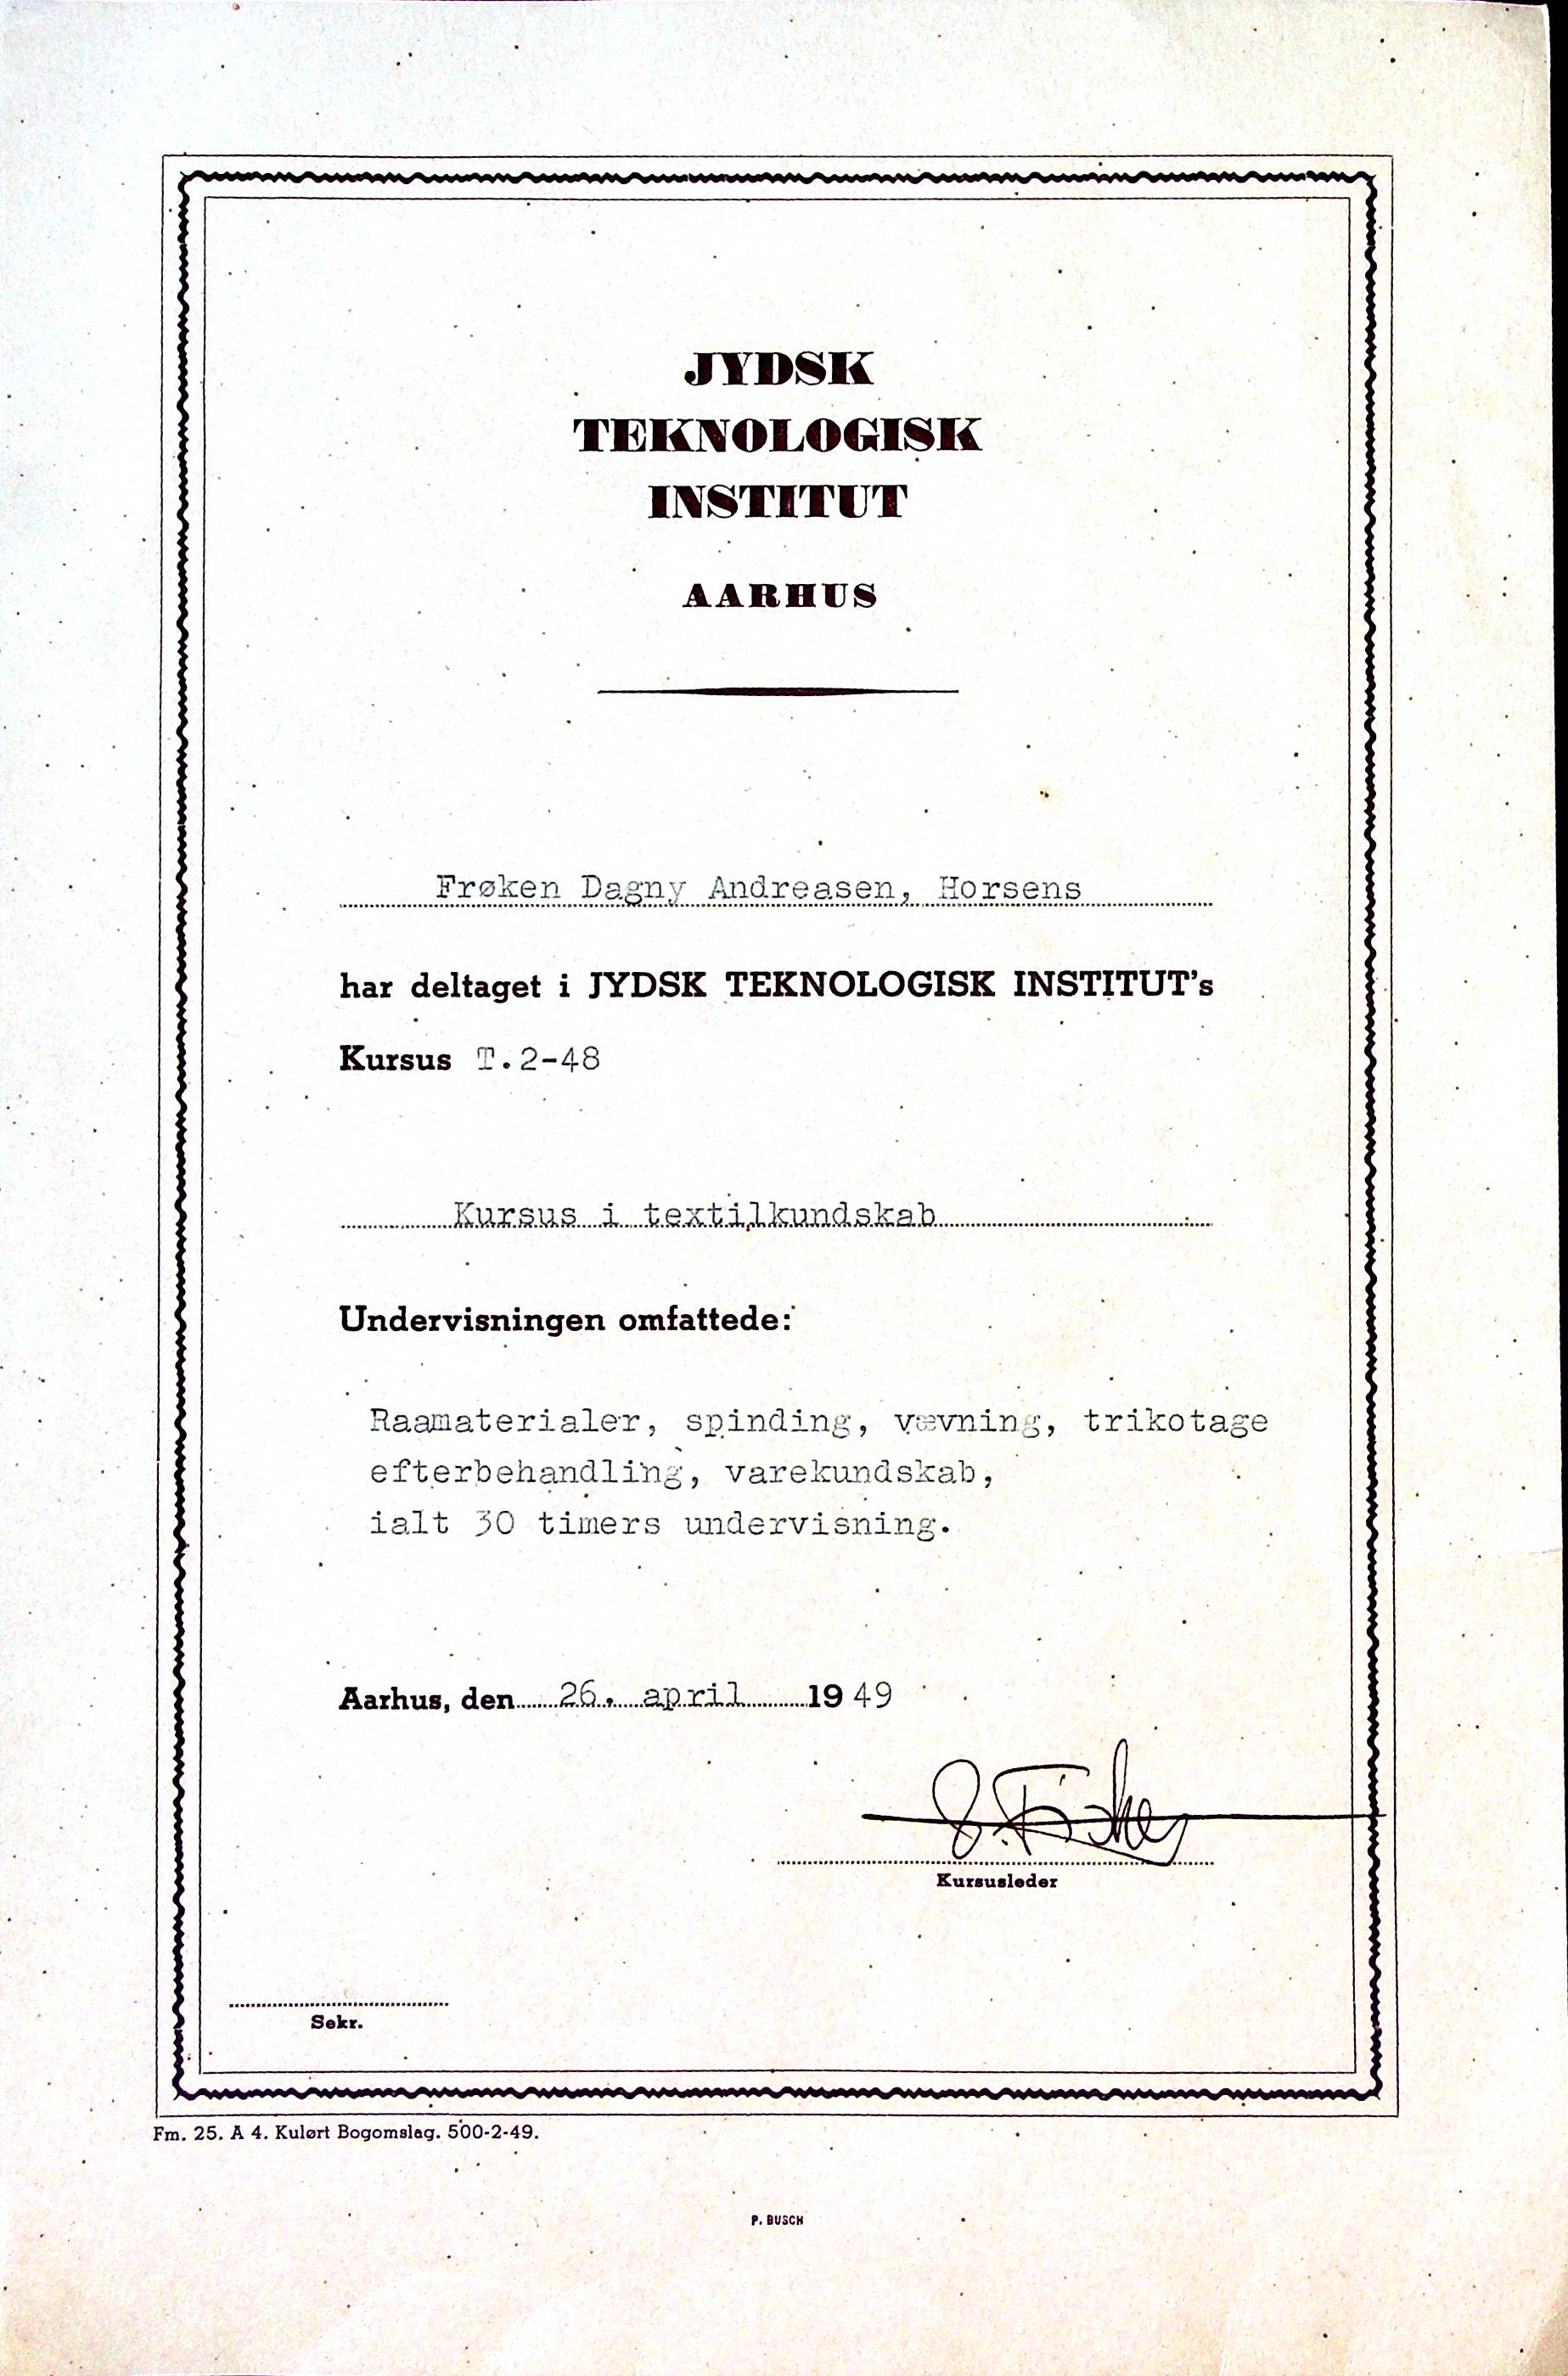 JYDSK
TEKNOLOGISK
INSTITUT
AARHUS
Frøken Dagny Andreasen, Horsens
har deltaget i JYDSK TEKNOLOGISK INSTITUT's
Kursus T.2-48
Kursus i textilkundskab
Undervisningen omfattede:
Raamaterialer, spinding, vævning, trikotage
efterbehandling, varekundskab,
ialt 30 timers undervisning.
Aarhus, den 26. april 1949
Kursusleder
Sekr.
Fm. 25. A 4. Kulørt Bogomslag. 500-2-49.
P. BUSCH